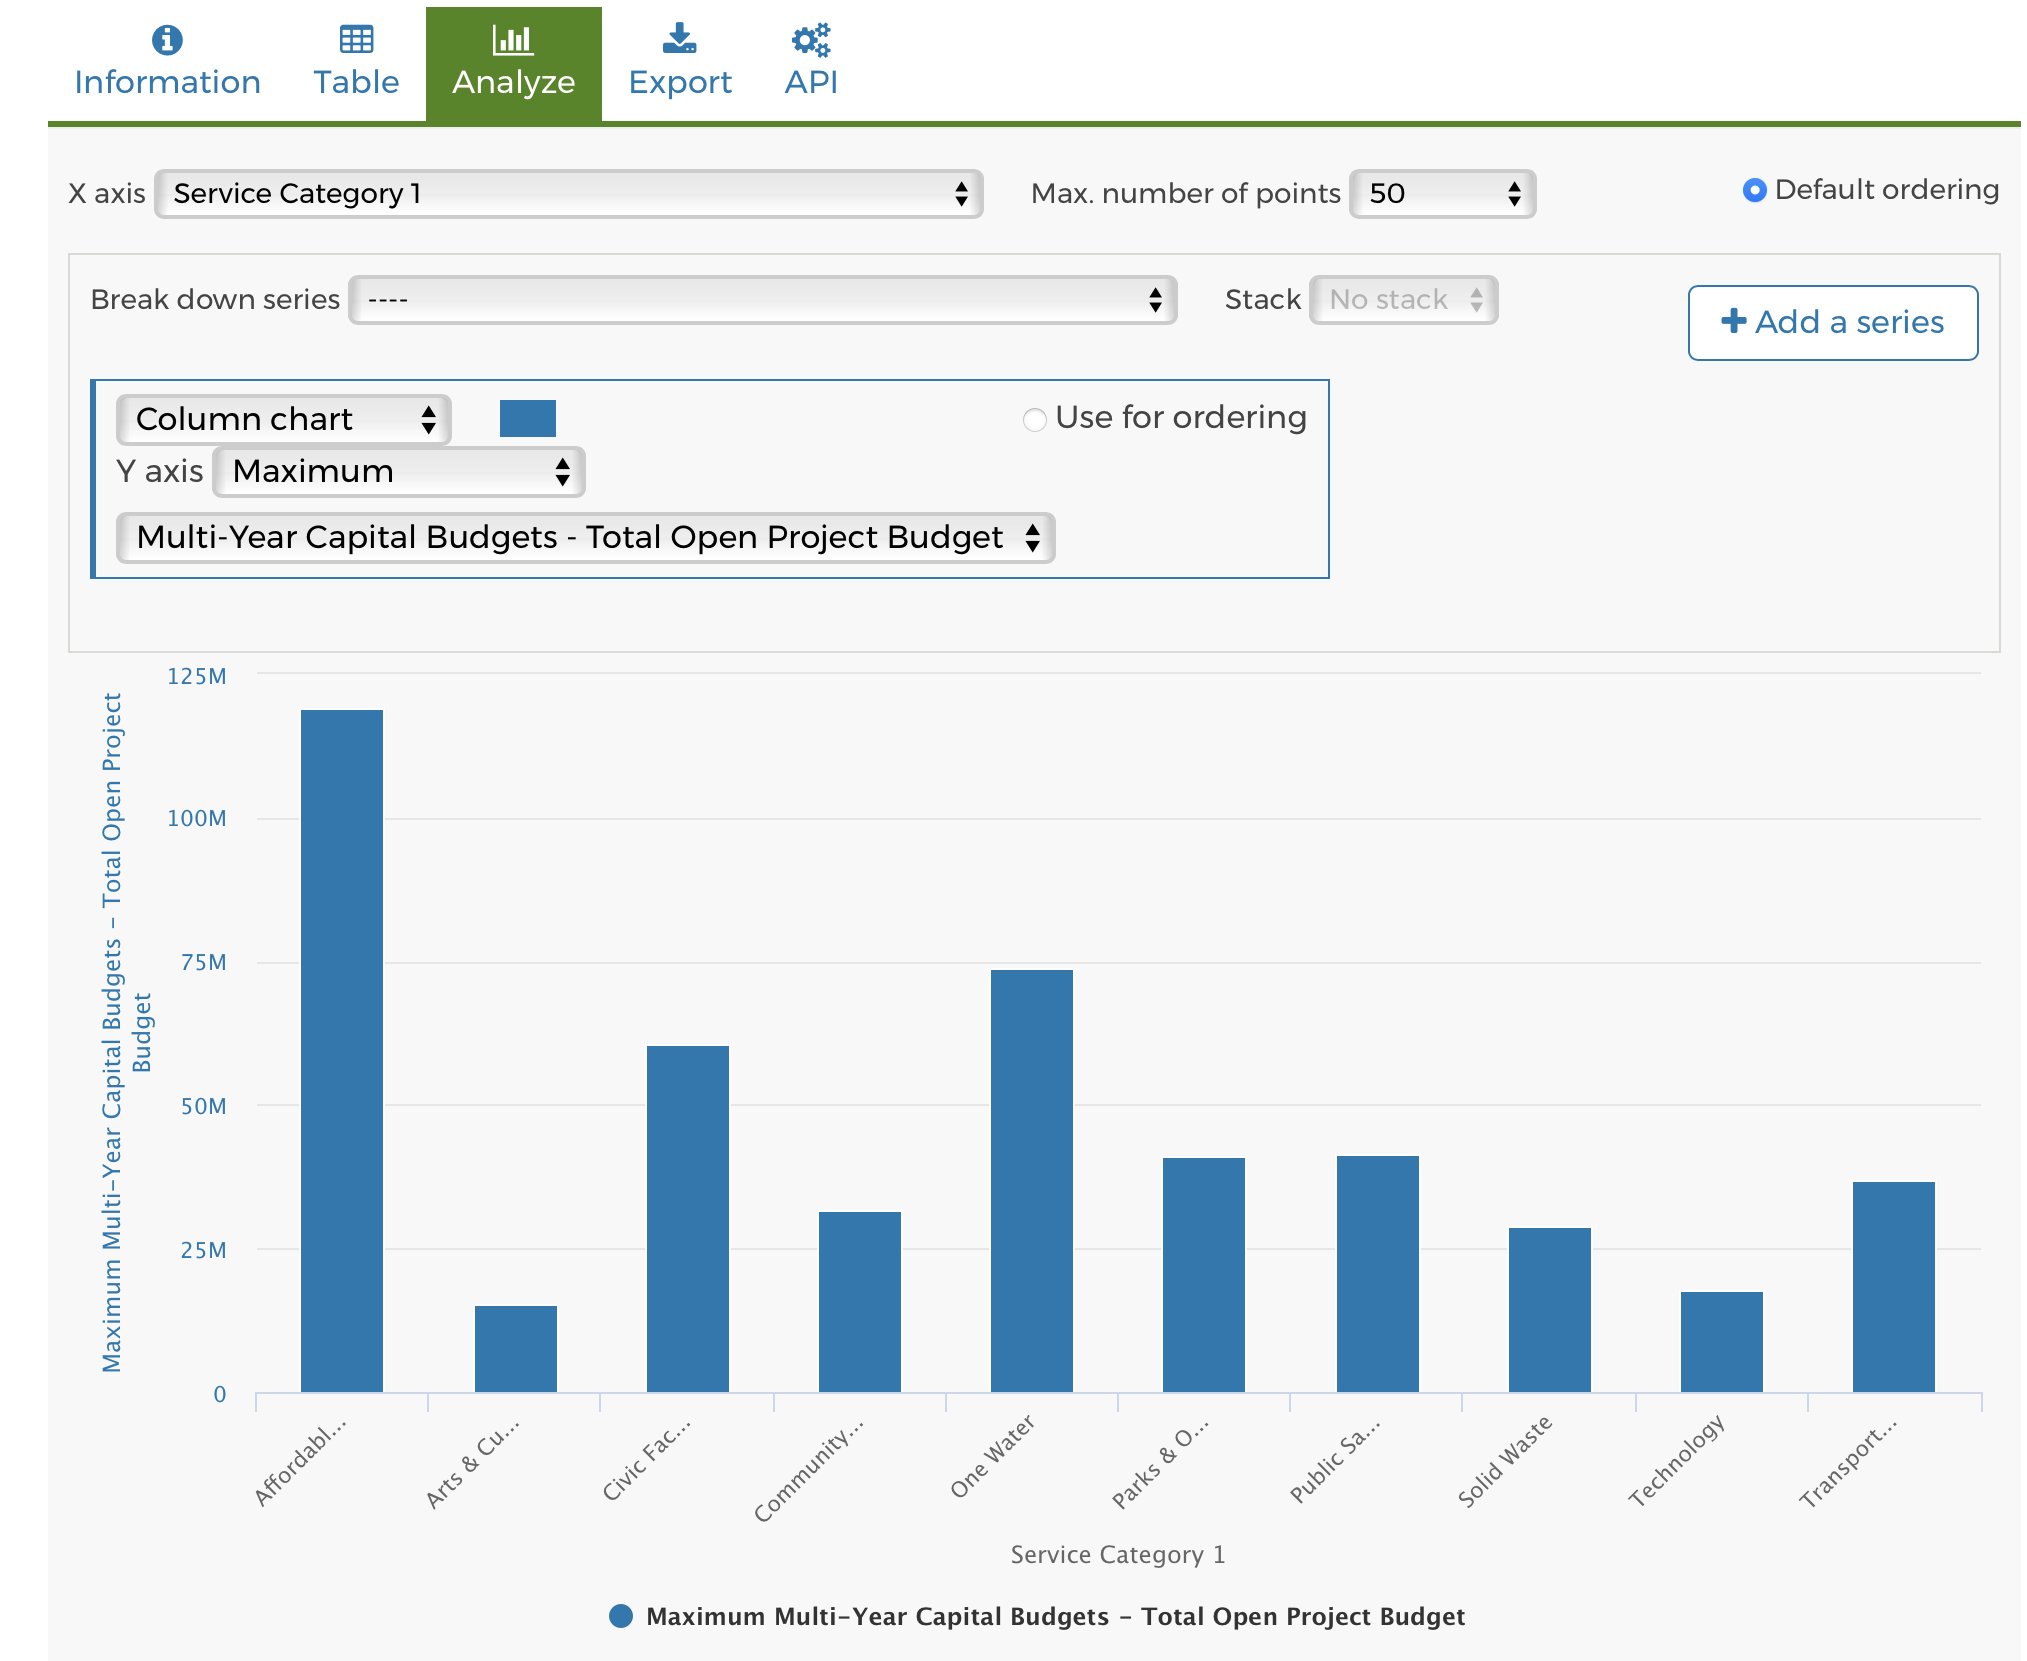 Information
Table
Analyze
Export
API
X axis Service Category 1 Max. number of points 50 Default ordering
Break down series ---- Stack No stack + Add a series
Column chart Use for ordering
Y axis Maximum
Multi-Year Capital Budgets - Total Open Project Budget
Maximum Multi-Year Capital Budgets - Total Open Project
Budget
125M
100M
75M
50M
25M
0
Affordabl...
Arts & Cu...
Civic Fac...
Community...
One Water
Parks & O...
Public Sa...
Solid Waste
Technology
Transport...
Service Category 1
Maximum Multi-Year Capital Budgets - Total Open Project Budget